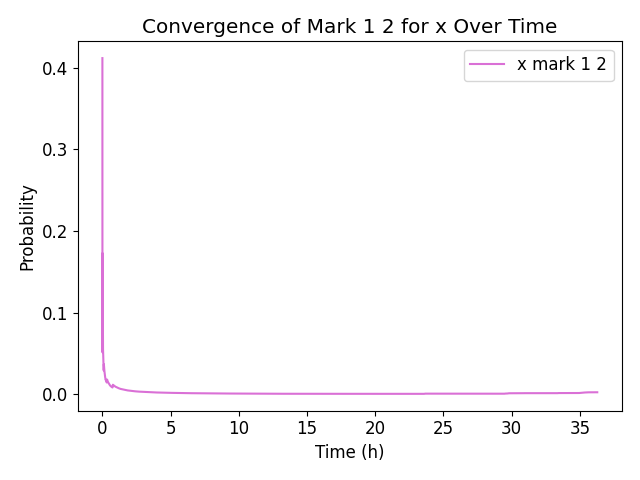 Convergence of Mark 1 2 for x Over Time
x mark 1 2
Probability
0.4
0.3
0.2
0.1
0.0
0 5 10 15 20 25 30 35
Time (h)